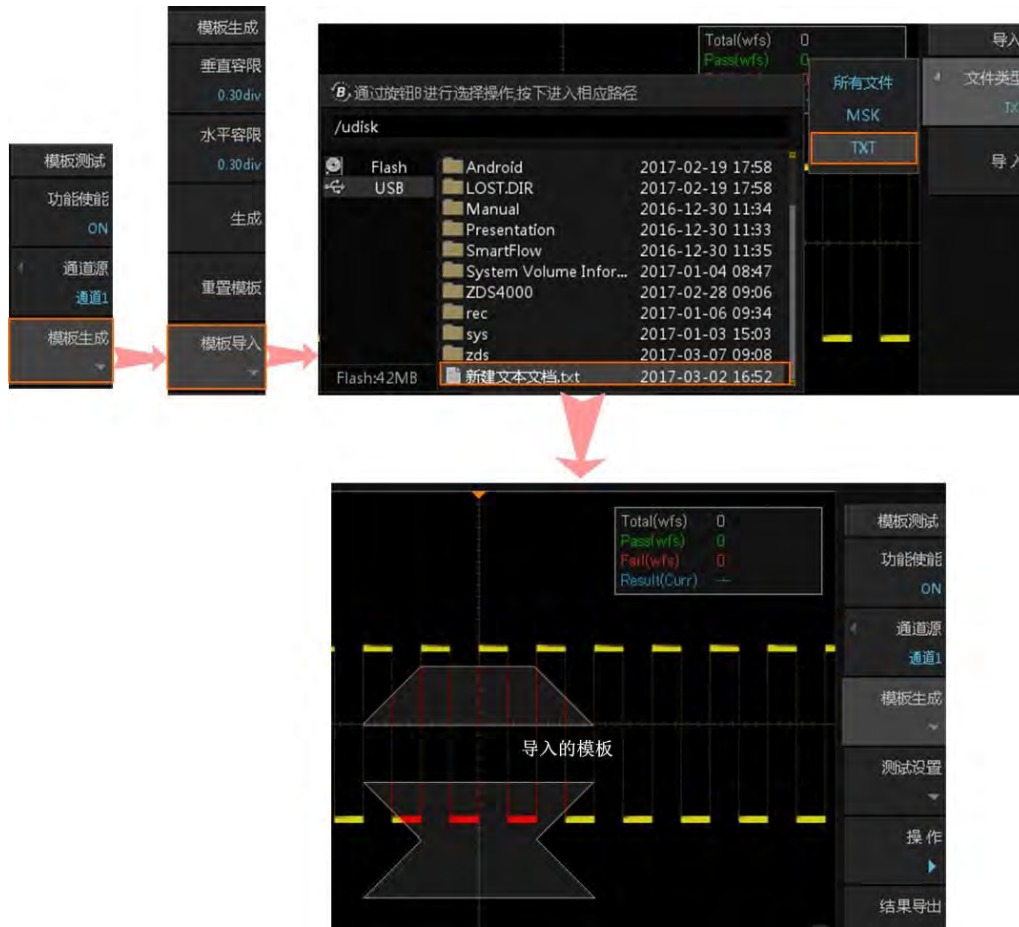 模板测试
功能使能
ON
通道源
通道1
模板生成
模板生成
垂直容限
0.30div
水平容限
0.30div
生成
重置模板
模板导入
Total(wfs) 0
Pass(wfs) 0
通过旋钮B进行选择操作,按下进入相应路径
/udisk
Flash
USB
Android 2017-02-19 17:58
LOST.DIR 2017-02-19 17:58
Manual 2016-12-30 11:34
Presentation 2016-12-30 11:33
SmartFlow 2016-12-30 11:35
System Volume Infor... 2017-01-04 08:47
ZDS4000 2017-02-28 09:06
rec 2017-01-06 09:34
sys 2017-01-03 15:03
zds 2017-03-07 09:08
新建文本文档.txt 2017-03-02 16:52
Flash:42MB
所有文件
MSK
TXT
导入
文件类型
导入
Total(wfs) 0
Pass(wfs) 0
Fail(wfs) 0
Result(Curr) ---
导入的模板
模板测试
功能使能
ON
通道源
通道1
模板生成
测试设置
操作
结果导出